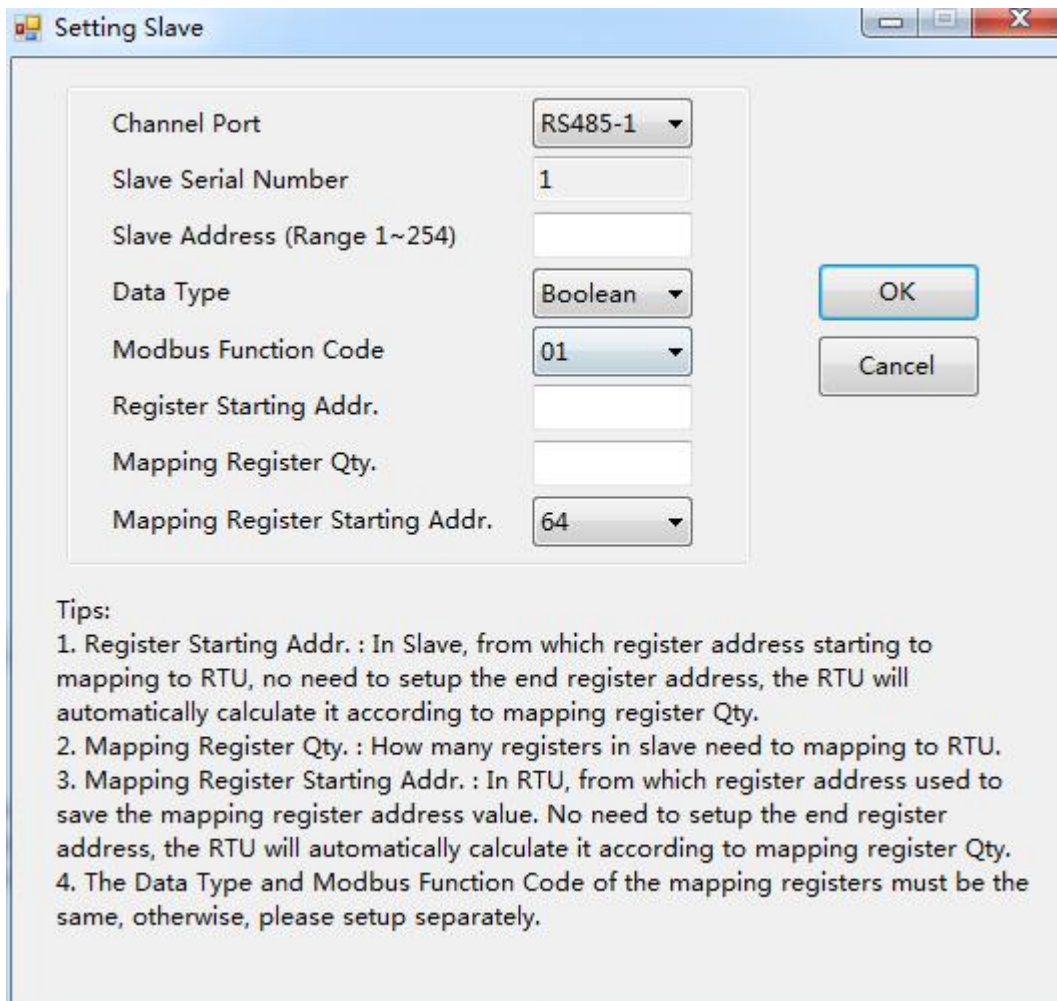 Setting Slave
Channel Port
RS485-1
Slave Serial Number
1
Slave Address (Range 1~254)
Data Type
Boolean
Modbus Function Code
01
Register Starting Addr.
Mapping Register Qty.
Mapping Register Starting Addr.
64
OK
Cancel
Tips:
1. Register Starting Addr. : In Slave, from which register address starting to
mapping to RTU, no need to setup the end register address, the RTU will
automatically calculate it according to mapping register Qty.
2. Mapping Register Qty. : How many registers in slave need to mapping to RTU.
3. Mapping Register Starting Addr. : In RTU, from which register address used to
save the mapping register address value. No need to setup the end register
address, the RTU will automatically calculate it according to mapping register Qty.
4. The Data Type and Modbus Function Code of the mapping registers must be the
same, otherwise, please setup separately.